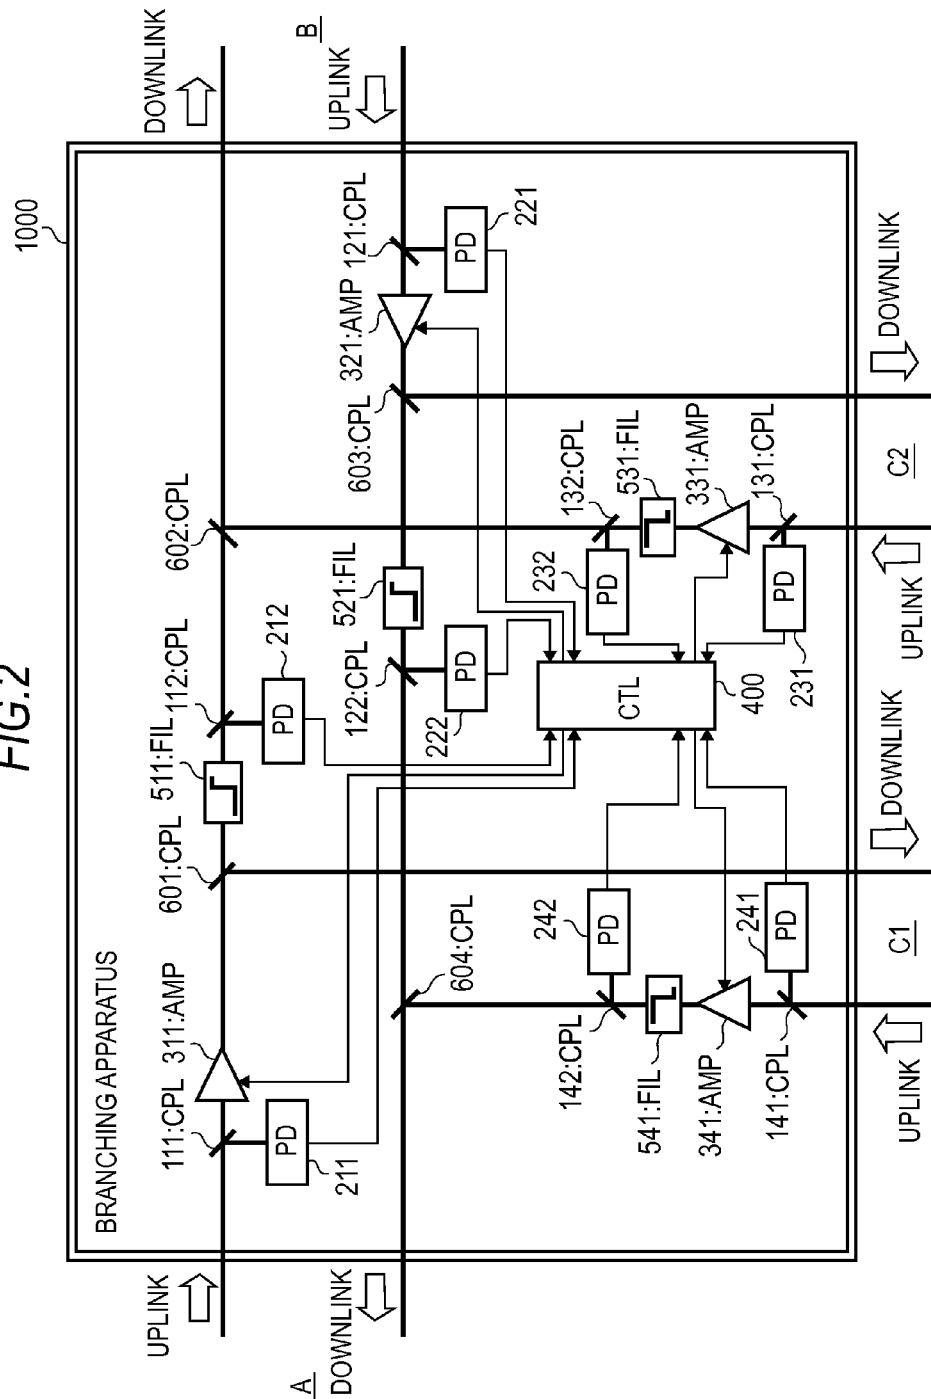 FIG.2
1000
BRANCHING APPARATUS
UPLINK
DOWNLINK
A
DOWNLINK
UPLINK
B
111:CPL
311:AMP
601:CPL
511:FIL
112:CPL
602:CPL
PD
211
PD
212
604:CPL
122:CPL
521:FIL
603:CPL
321:AMP
121:CPL
PD
222
PD
221
CTL
400
142:CPL
PD
242
541:FIL
341:AMP
141:CPL
PD
241
132:CPL
PD
232
531:FIL
331:AMP
131:CPL
PD
231
UPLINK
C1
DOWNLINK
UPLINK
C2
DOWNLINK